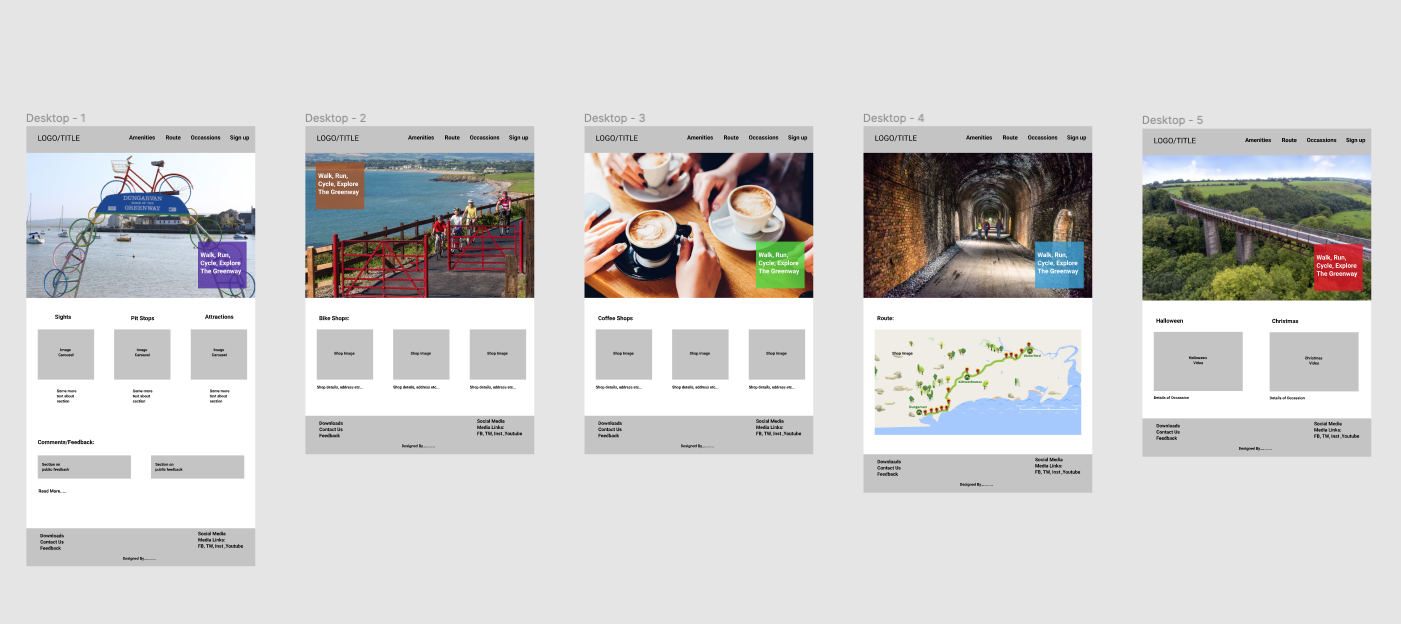 Desktop - 1
LOGO/TITLE
Amenities Route Occassions Sign up
DUNGARVAN
GREENWAY
Walk, Run,
Cycle, Explore
The Greenway
Sights
Pit Stops
Attractions
Image
Carousel
Image
Carousel
Image
Carousel
Some more
text about
section
Some more
text about
section
Some more
text about
section
Comments/Feedback:
Section on
public feedback
Section on
public feedback
Read More.....
Downloads
Contact Us
Feedback
Social Media
Media Links:
FB, TW, Inst ,Youtube
Designed By..............
Desktop - 2
LOGO/TITLE
Amenities Route Occassions Sign up
Walk, Run,
Cycle, Explore
The Greenway
Bike Shops:
Shop Image
Shop Image
Shop Image
Shop details, address etc...
Shop details, address etc...
Shop details, address etc...
Downloads
Contact Us
Feedback
Social Media
Media Links:
FB, TW, Inst ,Youtube
Designed By..............
Desktop - 3
LOGO/TITLE
Amenities Route Occassions Sign up
Walk, Run,
Cycle, Explore
The Greenway
Coffee Shops
Shop Image
Shop Image
Shop Image
Shop details, address etc...
Shop details, address etc...
Shop details, address etc...
Downloads
Contact Us
Feedback
Social Media
Media Links:
FB, TW, Inst ,Youtube
Designed By..............
Desktop - 4
LOGO/TITLE
Amenities Route Occassions Sign up
Walk, Run,
Cycle, Explore
The Greenway
Route:
Shop Image
Waterford
Kilmacthomas
Dungarvan
Downloads
Contact Us
Feedback
Social Media
Media Links:
FB, TW, Inst ,Youtube
Designed By..............
Desktop - 5
LOGO/TITLE
Amenities Route Occassions Sign up
Walk, Run,
Cycle, Explore
The Greenway
Halloween
Christmas
Halloween
Video
Christmas
Video
Details of Occassion
Details of Occassion
Downloads
Contact Us
Feedback
Social Media
Media Links:
FB, TW, Inst ,Youtube
Designed By..............